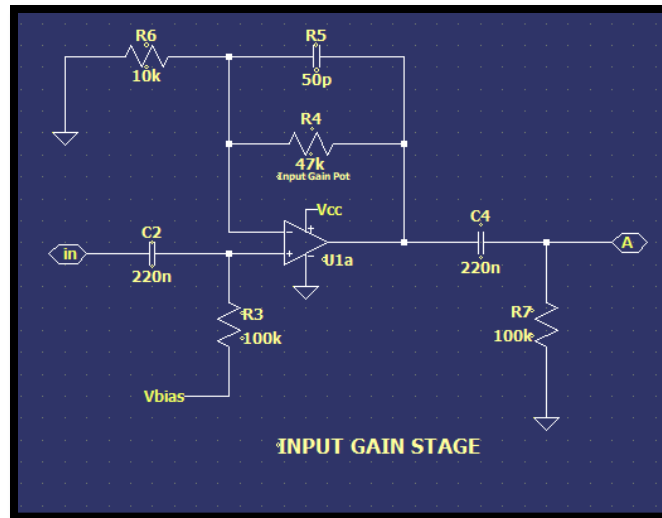 R6
10k
R5
50p
R4
47k
Input Gain Pot
Vcc
in
C2
220n
U1a
C4
220n
A
R3
100k
R7
100k
Vbias
INPUT GAIN STAGE